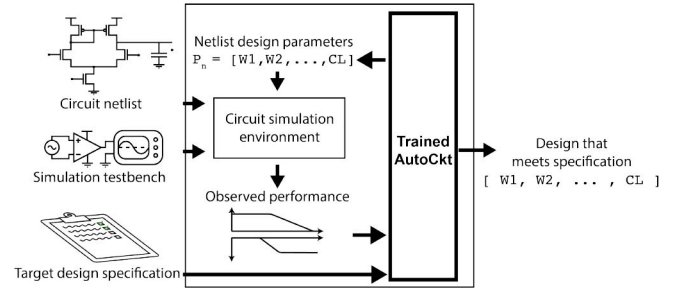 Netlist design parameters
Pn = [W1,W2,...,CL]
Circuit netlist
Circuit simulation
environment
Trained
AutoCkt
Design that
meets specification
[ W1, W2, ... , CL ]
Simulation testbench
Observed performance
Target design specification